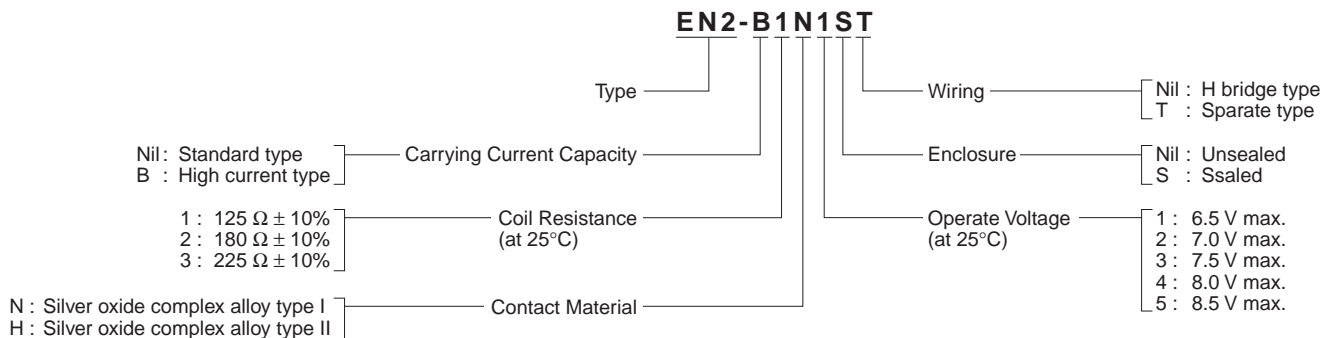 EN2-B1N1ST
Type
Wiring
Nil : H bridge type
T : Sparate type
Nil : Standard type
B : High current type
Carrying Current Capacity
Enclosure
Nil : Unsealed
S : Ssaled
1 : 125 Ω ± 10%
2 : 180 Ω ± 10%
3 : 225 Ω ± 10%
Coil Resistance
(at 25°C)
Operate Voltage
(at 25°C)
1 : 6.5 V max.
2 : 7.0 V max.
3 : 7.5 V max.
4 : 8.0 V max.
5 : 8.5 V max.
N : Silver oxide complex alloy type I
H : Silver oxide complex alloy type II
Contact Material